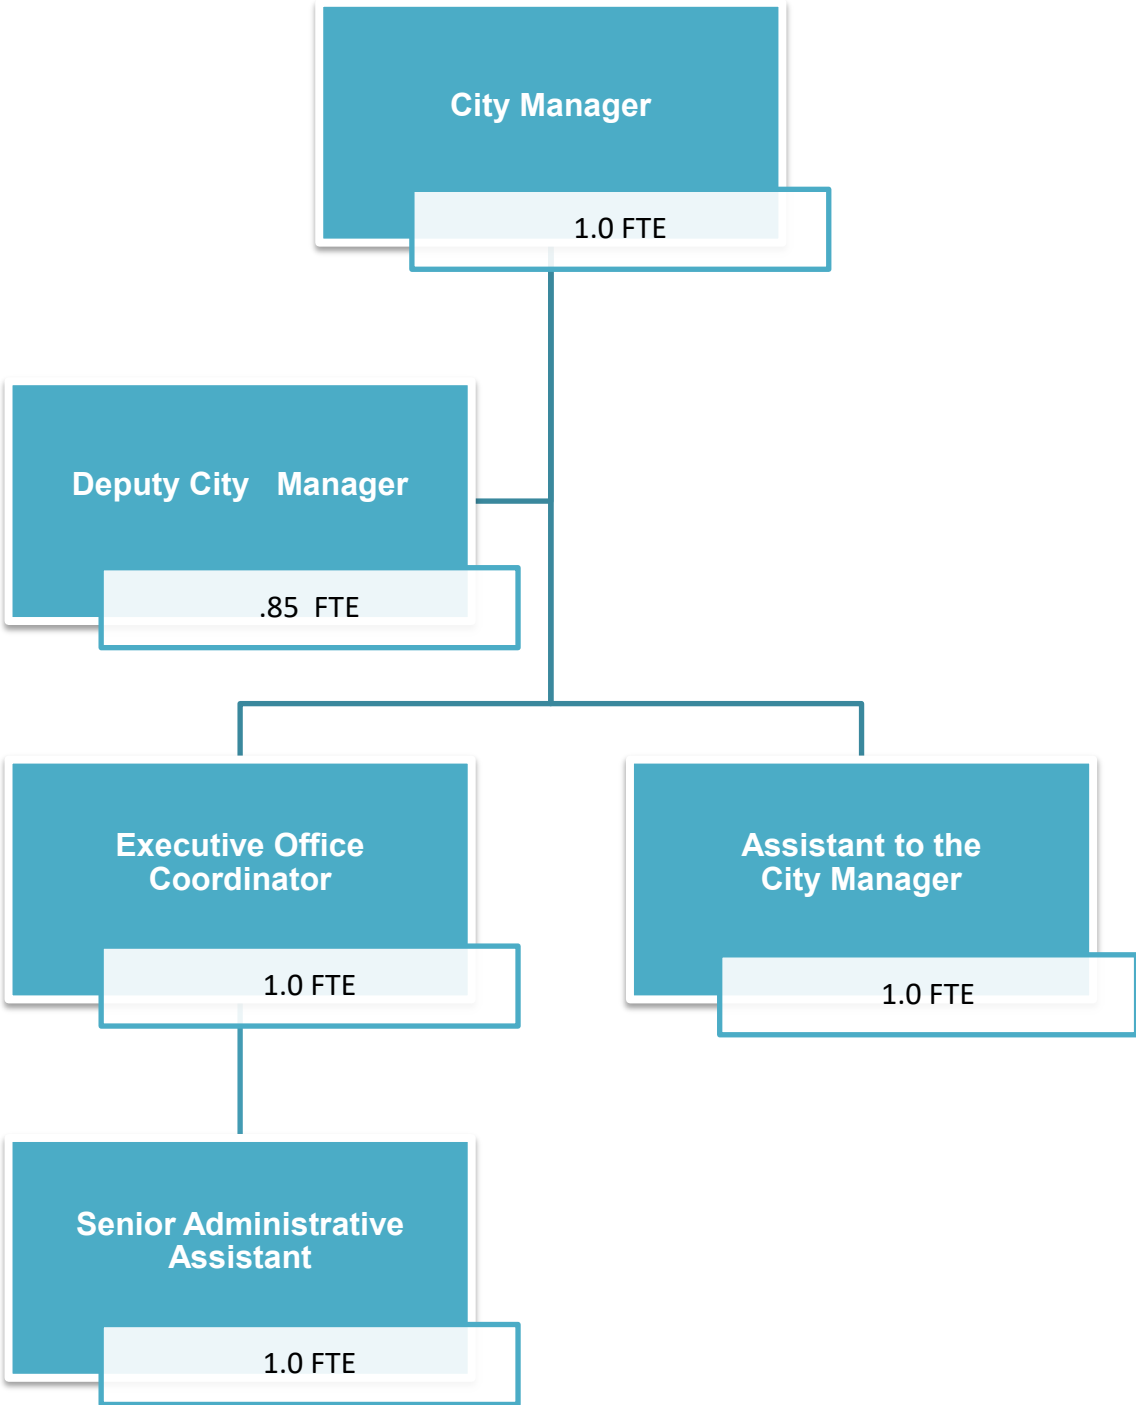 City Manager
1.0 FTE
Deputy City Manager
.85 FTE
Executive Office
Coordinator
1.0 FTE
Assistant to the
City Manager
1.0 FTE
Senior Administrative
Assistant
1.0 FTE